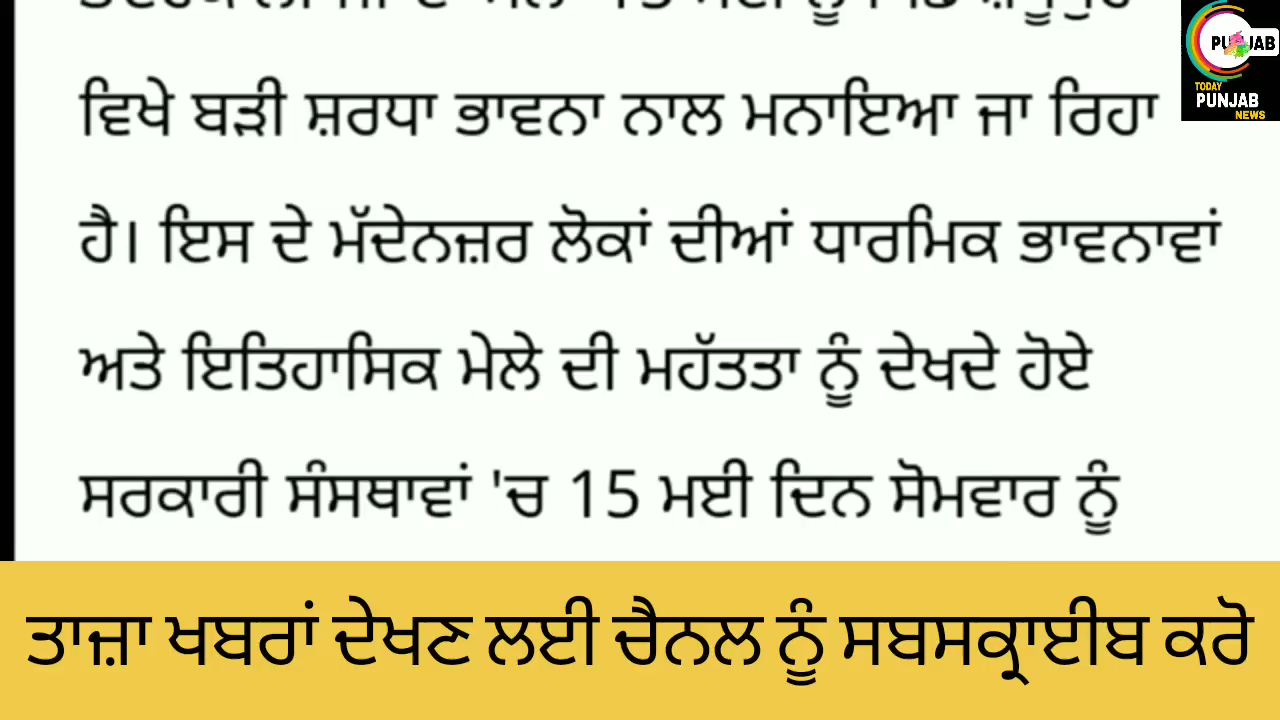 PUNJAB
TODAY
PUNJAB
NEWS
ਵਿਖੇ ਬੜੀ ਸ਼ਰਧਾ ਭਾਵਨਾ ਨਾਲ ਮਨਾਇਆ ਜਾ ਰਿਹਾ
ਹੈ। ਇਸ ਦੇ ਮੱਦੇਨਜ਼ਰ ਲੋਕਾਂ ਦੀਆਂ ਧਾਰਮਿਕ ਭਾਵਨਾਵਾਂ
ਅਤੇ ਇਤਿਹਾਸਿਕ ਮੇਲੇ ਦੀ ਮਹੱਤਤਾ ਨੂੰ ਦੇਖਦੇ ਹੋਏ
ਸਰਕਾਰੀ ਸੰਸਥਾਵਾਂ 'ਚ 15 ਮਈ ਦਿਨ ਸੋਮਵਾਰ ਨੂੰ
ਤਾਜ਼ਾ ਖਬਰਾਂ ਦੇਖਣ ਲਈ ਚੈਨਲ ਨੂੰ ਸਬਸਕ੍ਰਾਈਬ ਕਰੋ